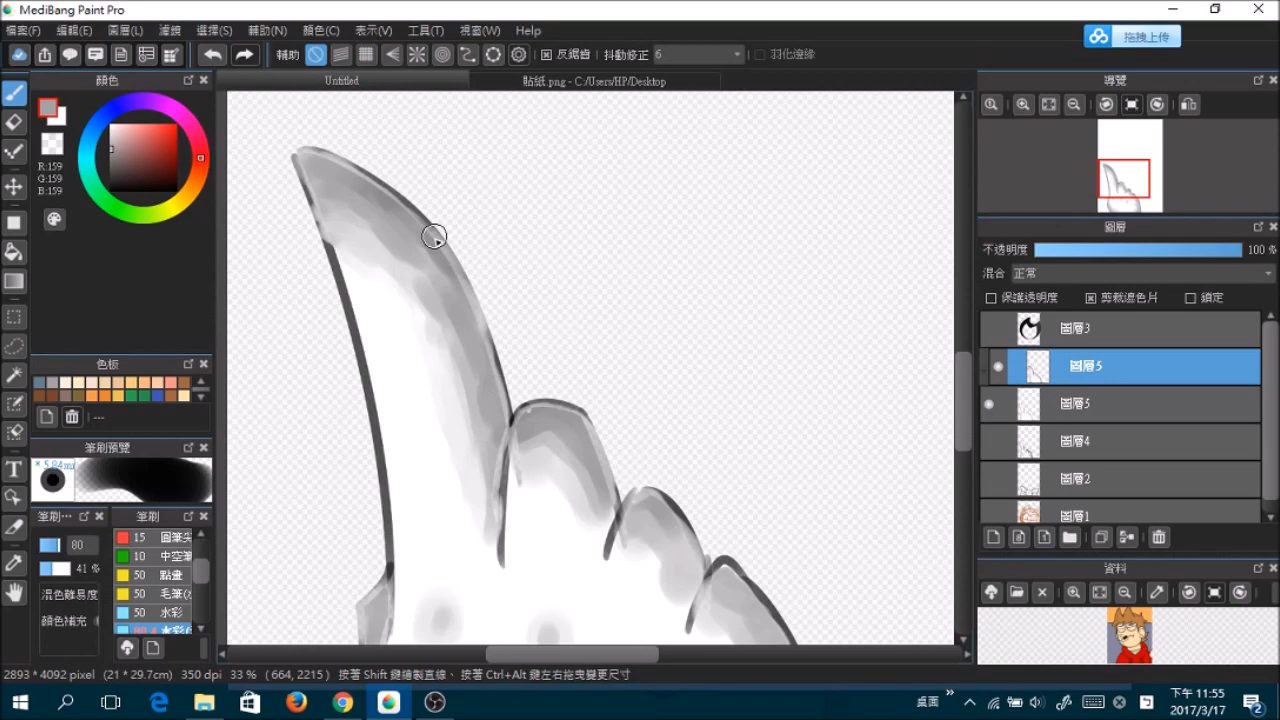 MediBang Paint Pro
檔案(F) 編輯(E) 圖層(L) 濾鏡 選擇(S) 輔助(N) 顏色(C) 表示(V) 工具(T) 視窗(W) Help
拖拽上传
輔助 反鋸齒 抖動修正 6 羽化邊緣
顏色
Untitled
貼紙.png - C:/Users/HP/Desktop
導覽
R:159
G:159
B:159
圖層
不透明度 100 %
混合 正常
保護透明度 剪裁遮色片 鎖定
圖層3
圖層5
圖層5
圖層4
圖層2
圖層1
色板
---
筆刷預覽
筆刷⋯ 筆刷
80
41 %
混色難易度
顏色補充
15 圓筆尖
10 中空筆
50 點畫
50 毛筆(
50 水彩
資料
2893 * 4092 pixel (21 * 29.7cm) 350 dpi 33 % ( 664, 2215 ) 按著 Shift 鍵繪製直線、按著 Ctrl+Alt 鍵左右拖曳變更尺寸
桌面
下午 11:55
2017/3/17
2